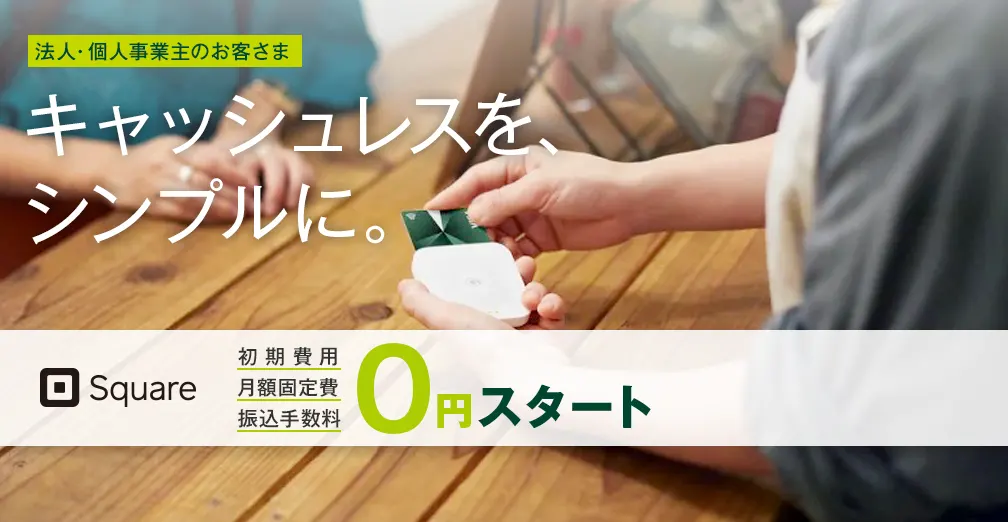 法人・個人事業主のお客さま
キャッシュレスを、
シンプルに。
Square
初期費用
月額固定費
振込手数料
0円スタート